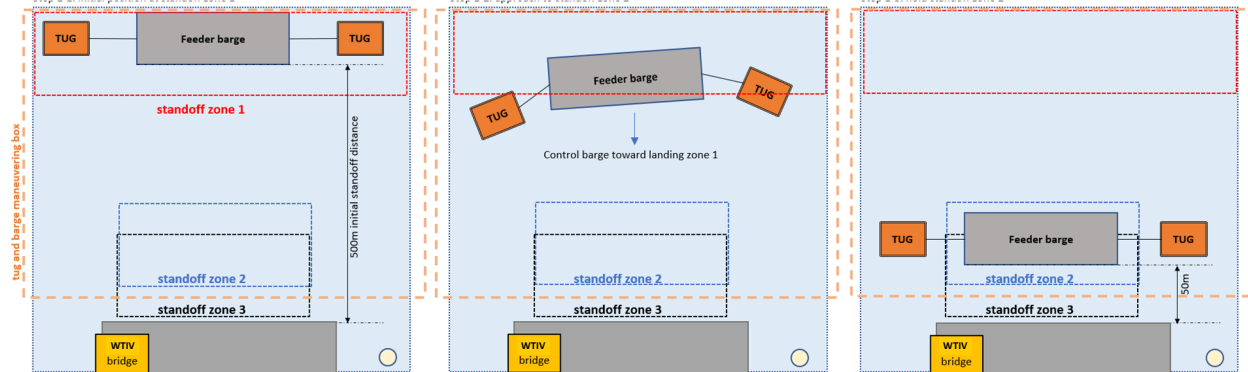 TUG
Feeder barge
TUG
standoff zone 1
500m initial standoff distance
tug and barge maneuvering box
standoff zone 2
standoff zone 3
WTIV
bridge
Feeder barge
TUG
TUG
Control barge toward landing zone 1
standoff zone 2
standoff zone 3
WTIV
bridge
TUG
Feeder barge
TUG
standoff zone 2
50m
standoff zone 3
WTIV
bridge